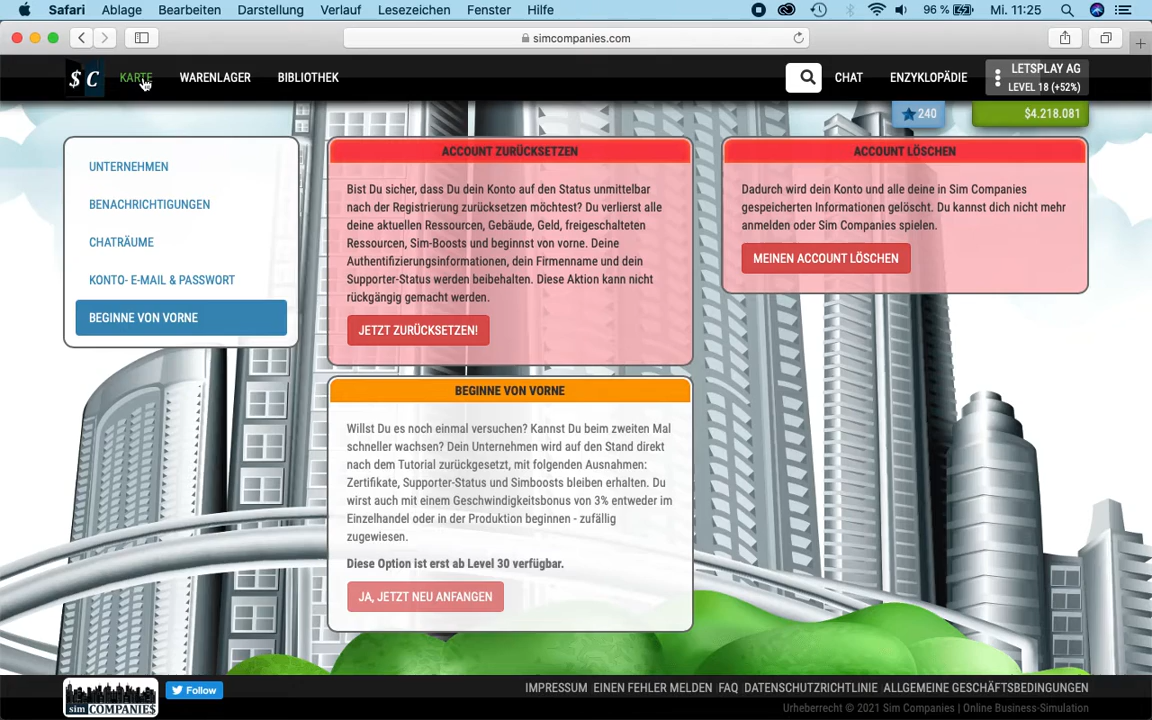 Safari Ablage Bearbeiten Darstellung Verlauf Lesezeichen Fenster Hilfe 96 % Mi. 11:25
simcompanies.com
$C KARTE WARENLAGER BIBLIOTHEK CHAT ENZYKLOPÄDIE LETSPLAY AG
LEVEL 18 (+52%)
240 $4.218.081
UNTERNEHMEN
BENACHRICHTIGUNGEN
CHATRÄUME
KONTO- E-MAIL & PASSWORT
BEGINNE VON VORNE
ACCOUNT ZURÜCKSETZEN
Bist Du sicher, dass Du dein Konto auf den Status unmittelbar
nach der Registrierung zurücksetzen möchtest? Du verlierst alle
deine aktuellen Ressourcen, Gebäude, Geld, freigeschalteten
Ressourcen, Sim-Boosts und beginnst von vorne. Deine
Authentifizierungsinformationen, dein Firmenname und dein
Supporter-Status werden beibehalten. Diese Aktion kann nicht
rückgängig gemacht werden.
JETZT ZURÜCKSETZEN!
ACCOUNT LÖSCHEN
Dadurch wird dein Konto und alle deine in Sim Companies
gespeicherten Informationen gelöscht. Du kannst dich nicht mehr
anmelden oder Sim Companies spielen.
MEINEN ACCOUNT LÖSCHEN
BEGINNE VON VORNE
Willst Du es noch einmal versuchen? Kannst Du beim zweiten Mal
schneller wachsen? Dein Unternehmen wird auf den Stand direkt
nach dem Tutorial zurückgesetzt, mit folgenden Ausnahmen:
Zertifikate, Supporter-Status und Simboosts bleiben erhalten. Du
wirst auch mit einem Geschwindigkeitsbonus von 3% entweder im
Einzelhandel oder in der Produktion beginnen - zufällig
zugewiesen.
Diese Option ist erst ab Level 30 verfügbar.
JA, JETZT NEU ANFANGEN
sim COMPANIES Follow
IMPRESSUM EINEN FEHLER MELDEN FAQ DATENSCHUTZRICHTLINIE ALLGEMEINE GESCHÄFTSBEDINGUNGEN
Urheberrecht © 2021 Sim Companies | Online Business-Simulation